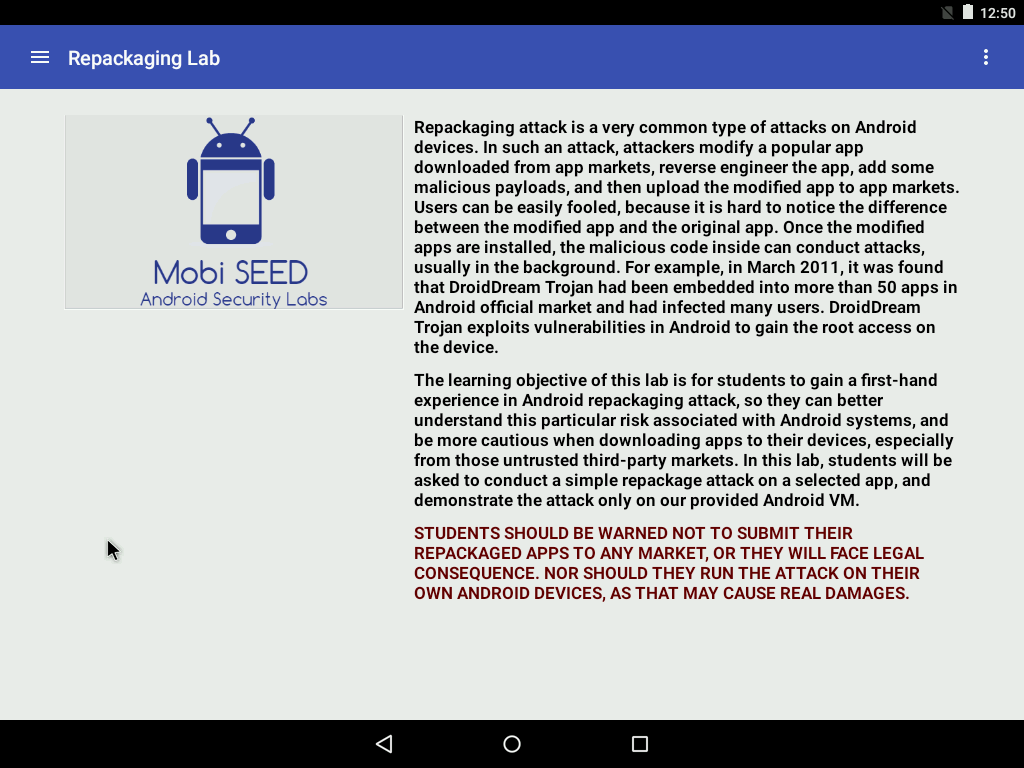 12:50
Repackaging Lab
Mobi SEED
Android Security Labs
Repackaging attack is a very common type of attacks on Android
devices. In such an attack, attackers modify a popular app
downloaded from app markets, reverse engineer the app, add some
malicious payloads, and then upload the modified app to app markets.
Users can be easily fooled, because it is hard to notice the difference
between the modified app and the original app. Once the modified
apps are installed, the malicious code inside can conduct attacks,
usually in the background. For example, in March 2011, it was found
that DroidDream Trojan had been embedded into more than 50 apps in
Android official market and had infected many users. DroidDream
Trojan exploits vulnerabilities in Android to gain the root access on
the device.
The learning objective of this lab is for students to gain a first-hand
experience in Android repackaging attack, so they can better
understand this particular risk associated with Android systems, and
be more cautious when downloading apps to their devices, especially
from those untrusted third-party markets. In this lab, students will be
asked to conduct a simple repackage attack on a selected app, and
demonstrate the attack only on our provided Android VM.
STUDENTS SHOULD BE WARNED NOT TO SUBMIT THEIR
REPACKAGED APPS TO ANY MARKET, OR THEY WILL FACE LEGAL
CONSEQUENCE. NOR SHOULD THEY RUN THE ATTACK ON THEIR
OWN ANDROID DEVICES, AS THAT MAY CAUSE REAL DAMAGES.